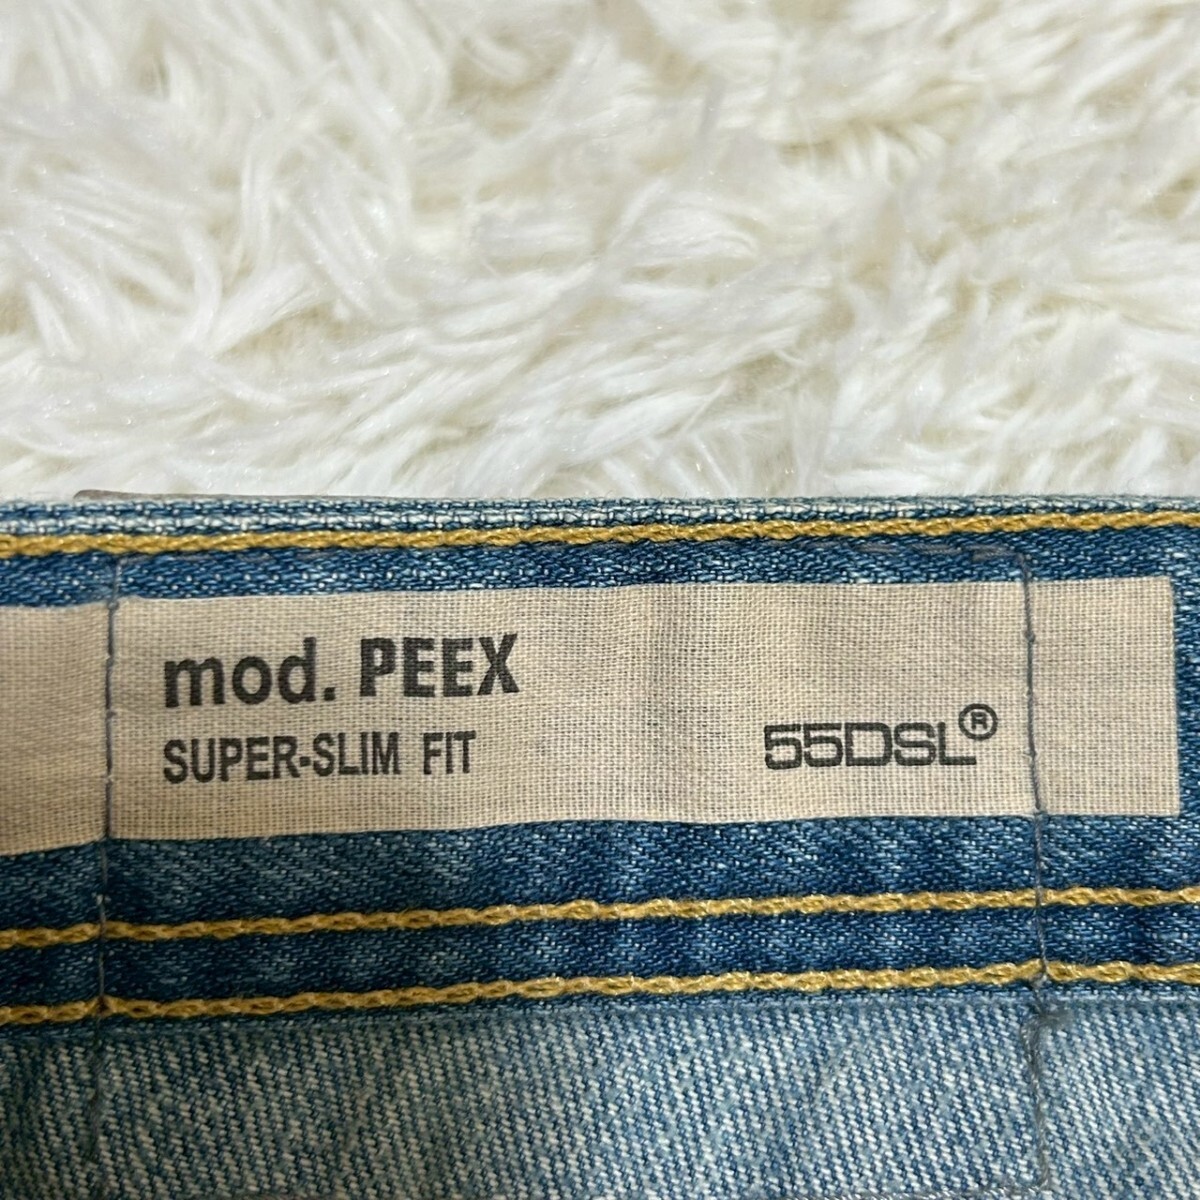 mod. PEEX
SUPER-SLIM FIT
55DSL®